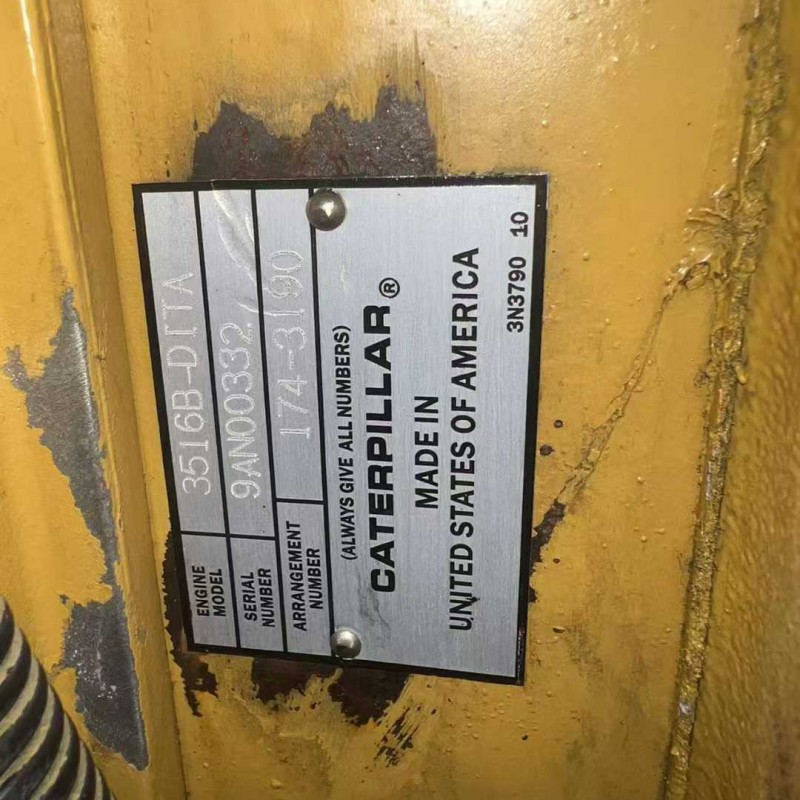 ENGINE MODEL 3516B-DITA
SERIAL NUMBER 9AN00332
ARRANGEMENT NUMBER 174-3190
(ALWAYS GIVE ALL NUMBERS)
CATERPILLAR®
MADE IN
UNITED STATES OF AMERICA
3N3790 10